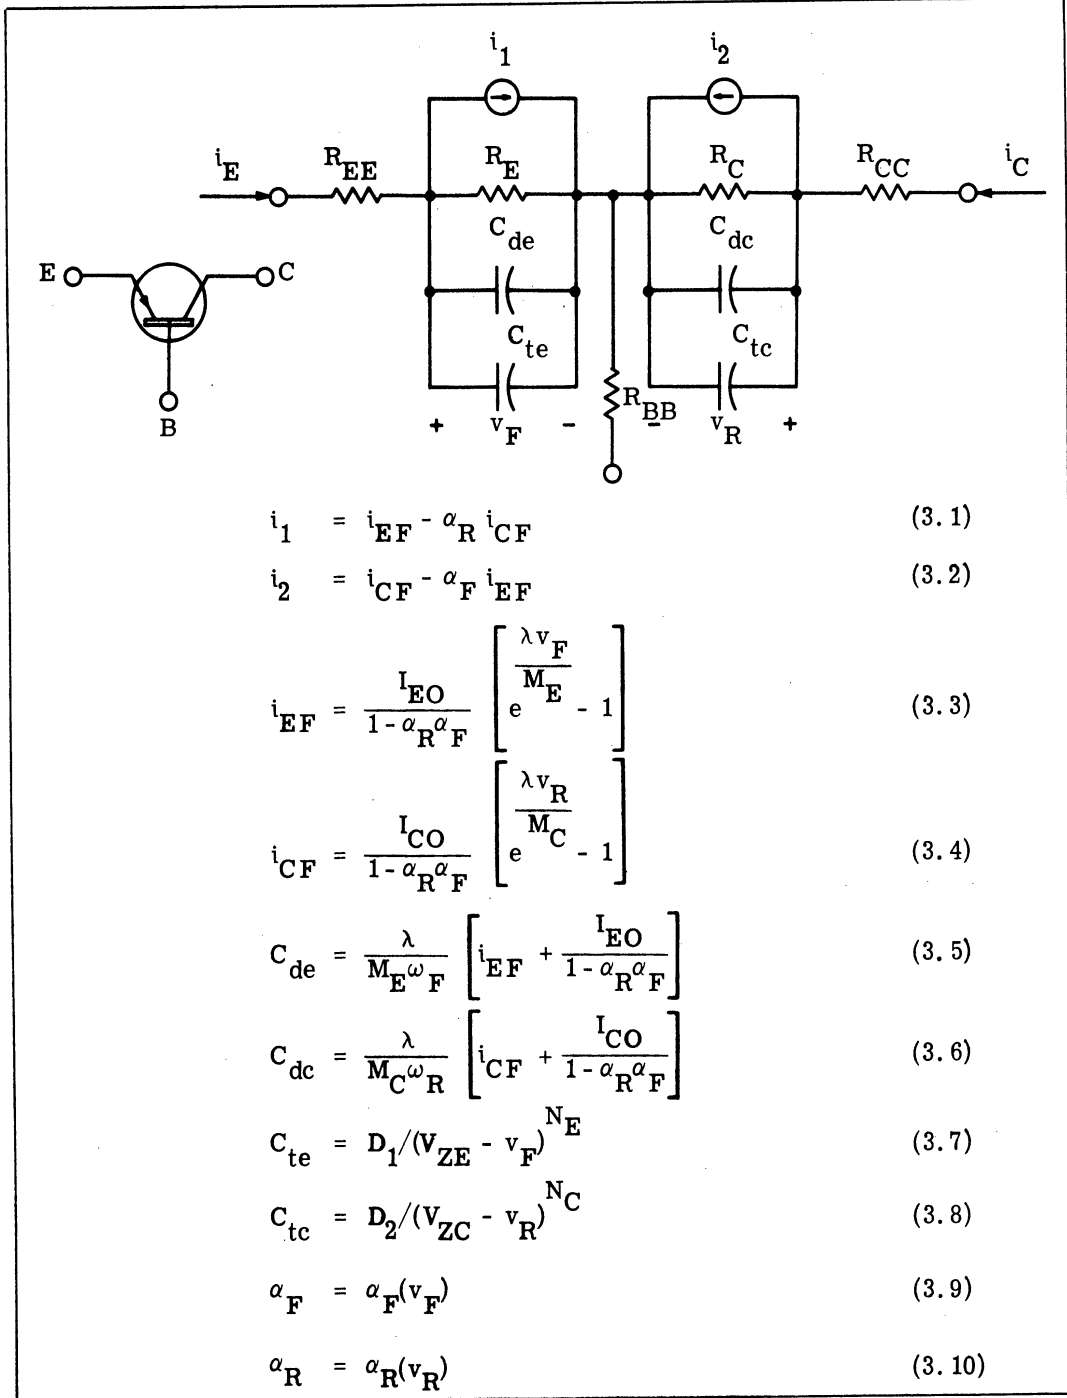 i1 i2
iE REE RE RC RCC iC
Cde Cdc
E C
Cte Ctc
RBB
+ vF - - vR +
B
i1 = iEF - αR iCF (3.1)
i2 = iCF - αF iEF (3.2)
iEF = IEO / (1 - αRαF) [e^(λvF / ME) - 1] (3.3)
iCF = ICO / (1 - αRαF) [e^(λvR / MC) - 1] (3.4)
Cde = λ / (MEωF) [iEF + IEO / (1 - αRαF)] (3.5)
Cdc = λ / (MCωR) [iCF + ICO / (1 - αRαF)] (3.6)
Cte = D1/(VZE - vF)^NE (3.7)
Ctc = D2/(VZC - vR)^NC (3.8)
αF = αF(vF) (3.9)
αR = αR(vR) (3.10)